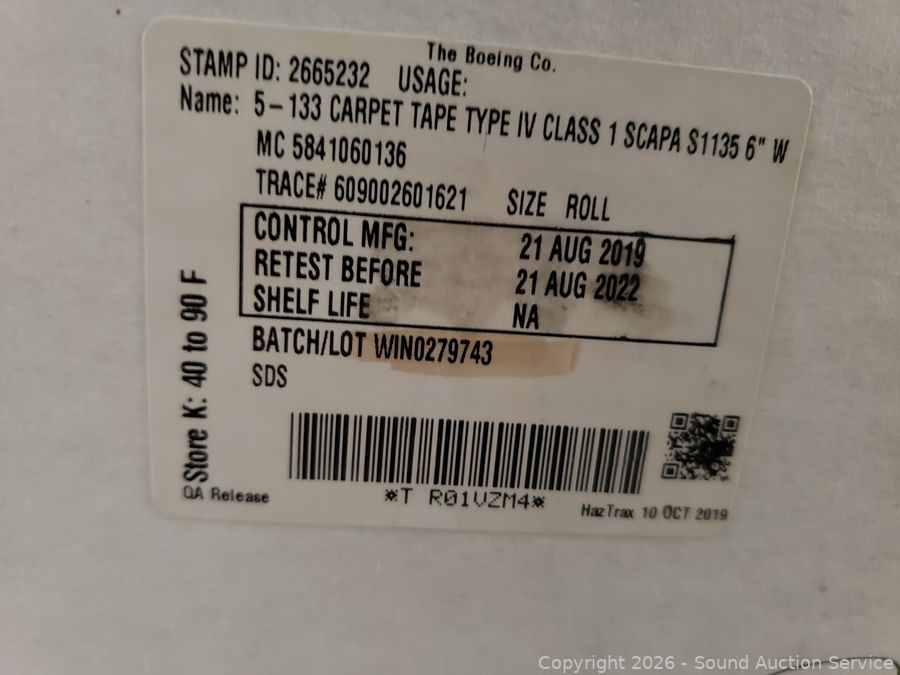 The Boeing Co.
STAMP ID: 2665232 USAGE:
Name: 5-133 CARPET TAPE TYPE IV CLASS 1 SCAPA S1135 6" W
MC 5841060136
TRACE# 609002601621 SIZE ROLL
CONTROL MFG: 21 AUG 2019
RETEST BEFORE 21 AUG 2022
SHELF LIFE NA
BATCH/LOT WIN0279743
SDS
Store K: 40 to 90 F
*T R01VZM4*
QA Release
HazTrax 10 OCT 2019
Copyright 2026 - Sound Auction Service